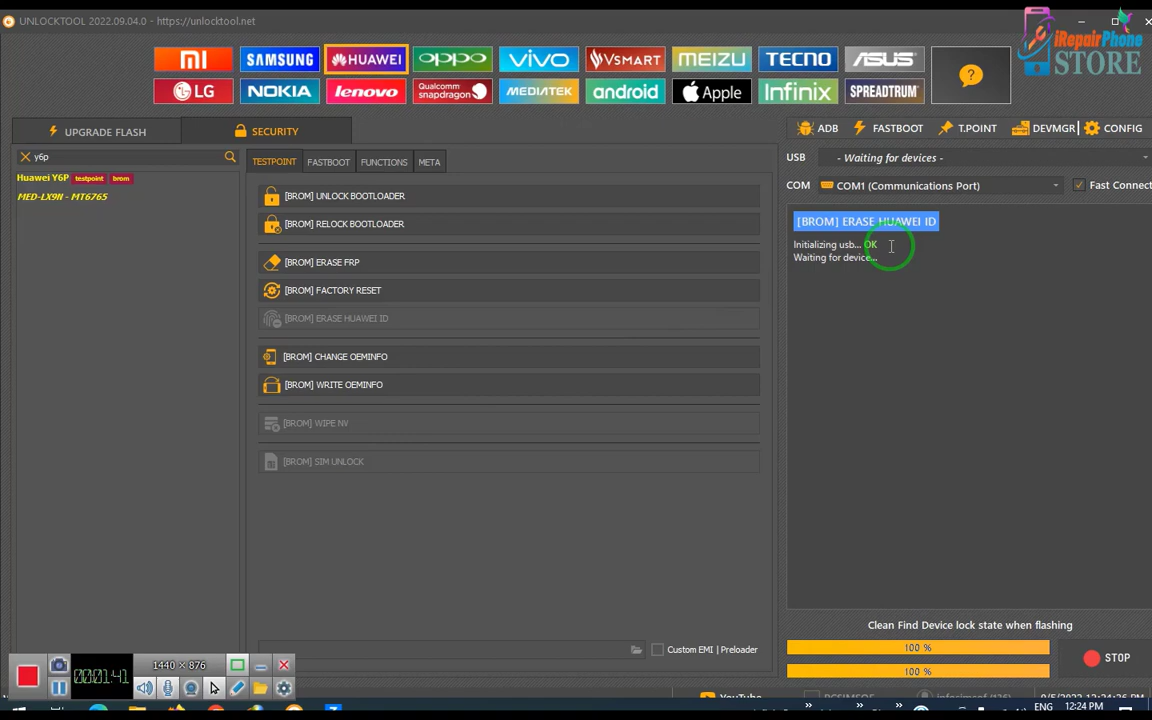 UNLOCKTOOL 2022.09.04.0 - https://unlocktool.net
iRepairPhone
STORE
mi SAMSUNG HUAWEI oppo vivo VSMART MEIZU TECNO ASUS
LG NOKIA lenovo Qualcomm snapdragon MEDIATEK android Apple Infinix SPREADTRUM
?
UPGRADE FLASH SECURITY
ADB FASTBOOT T.POINT DEVMGR CONFIG
y6p
TESTPOINT FASTBOOT FUNCTIONS META
USB - Waiting for devices -
Huawei Y6P testpoint brom
MED-LX9N - MT6765
COM COM1 (Communications Port) Fast Connect
[BROM] UNLOCK BOOTLOADER
[BROM] RELOCK BOOTLOADER
[BROM] ERASE FRP
[BROM] FACTORY RESET
[BROM] ERASE HUAWEI ID
[BROM] CHANGE OEMINFO
[BROM] WRITE OEMINFO
[BROM] WIPE NV
[BROM] SIM UNLOCK
[BROM] ERASE HUAWEI ID
Initializing usb... OK
Waiting for device...
Clean Find Device lock state when flashing
Custom EMI | Preloader
100 %
100 %
STOP
1440 × 876
00:01:41
YouTube
ENG 12:24 PM